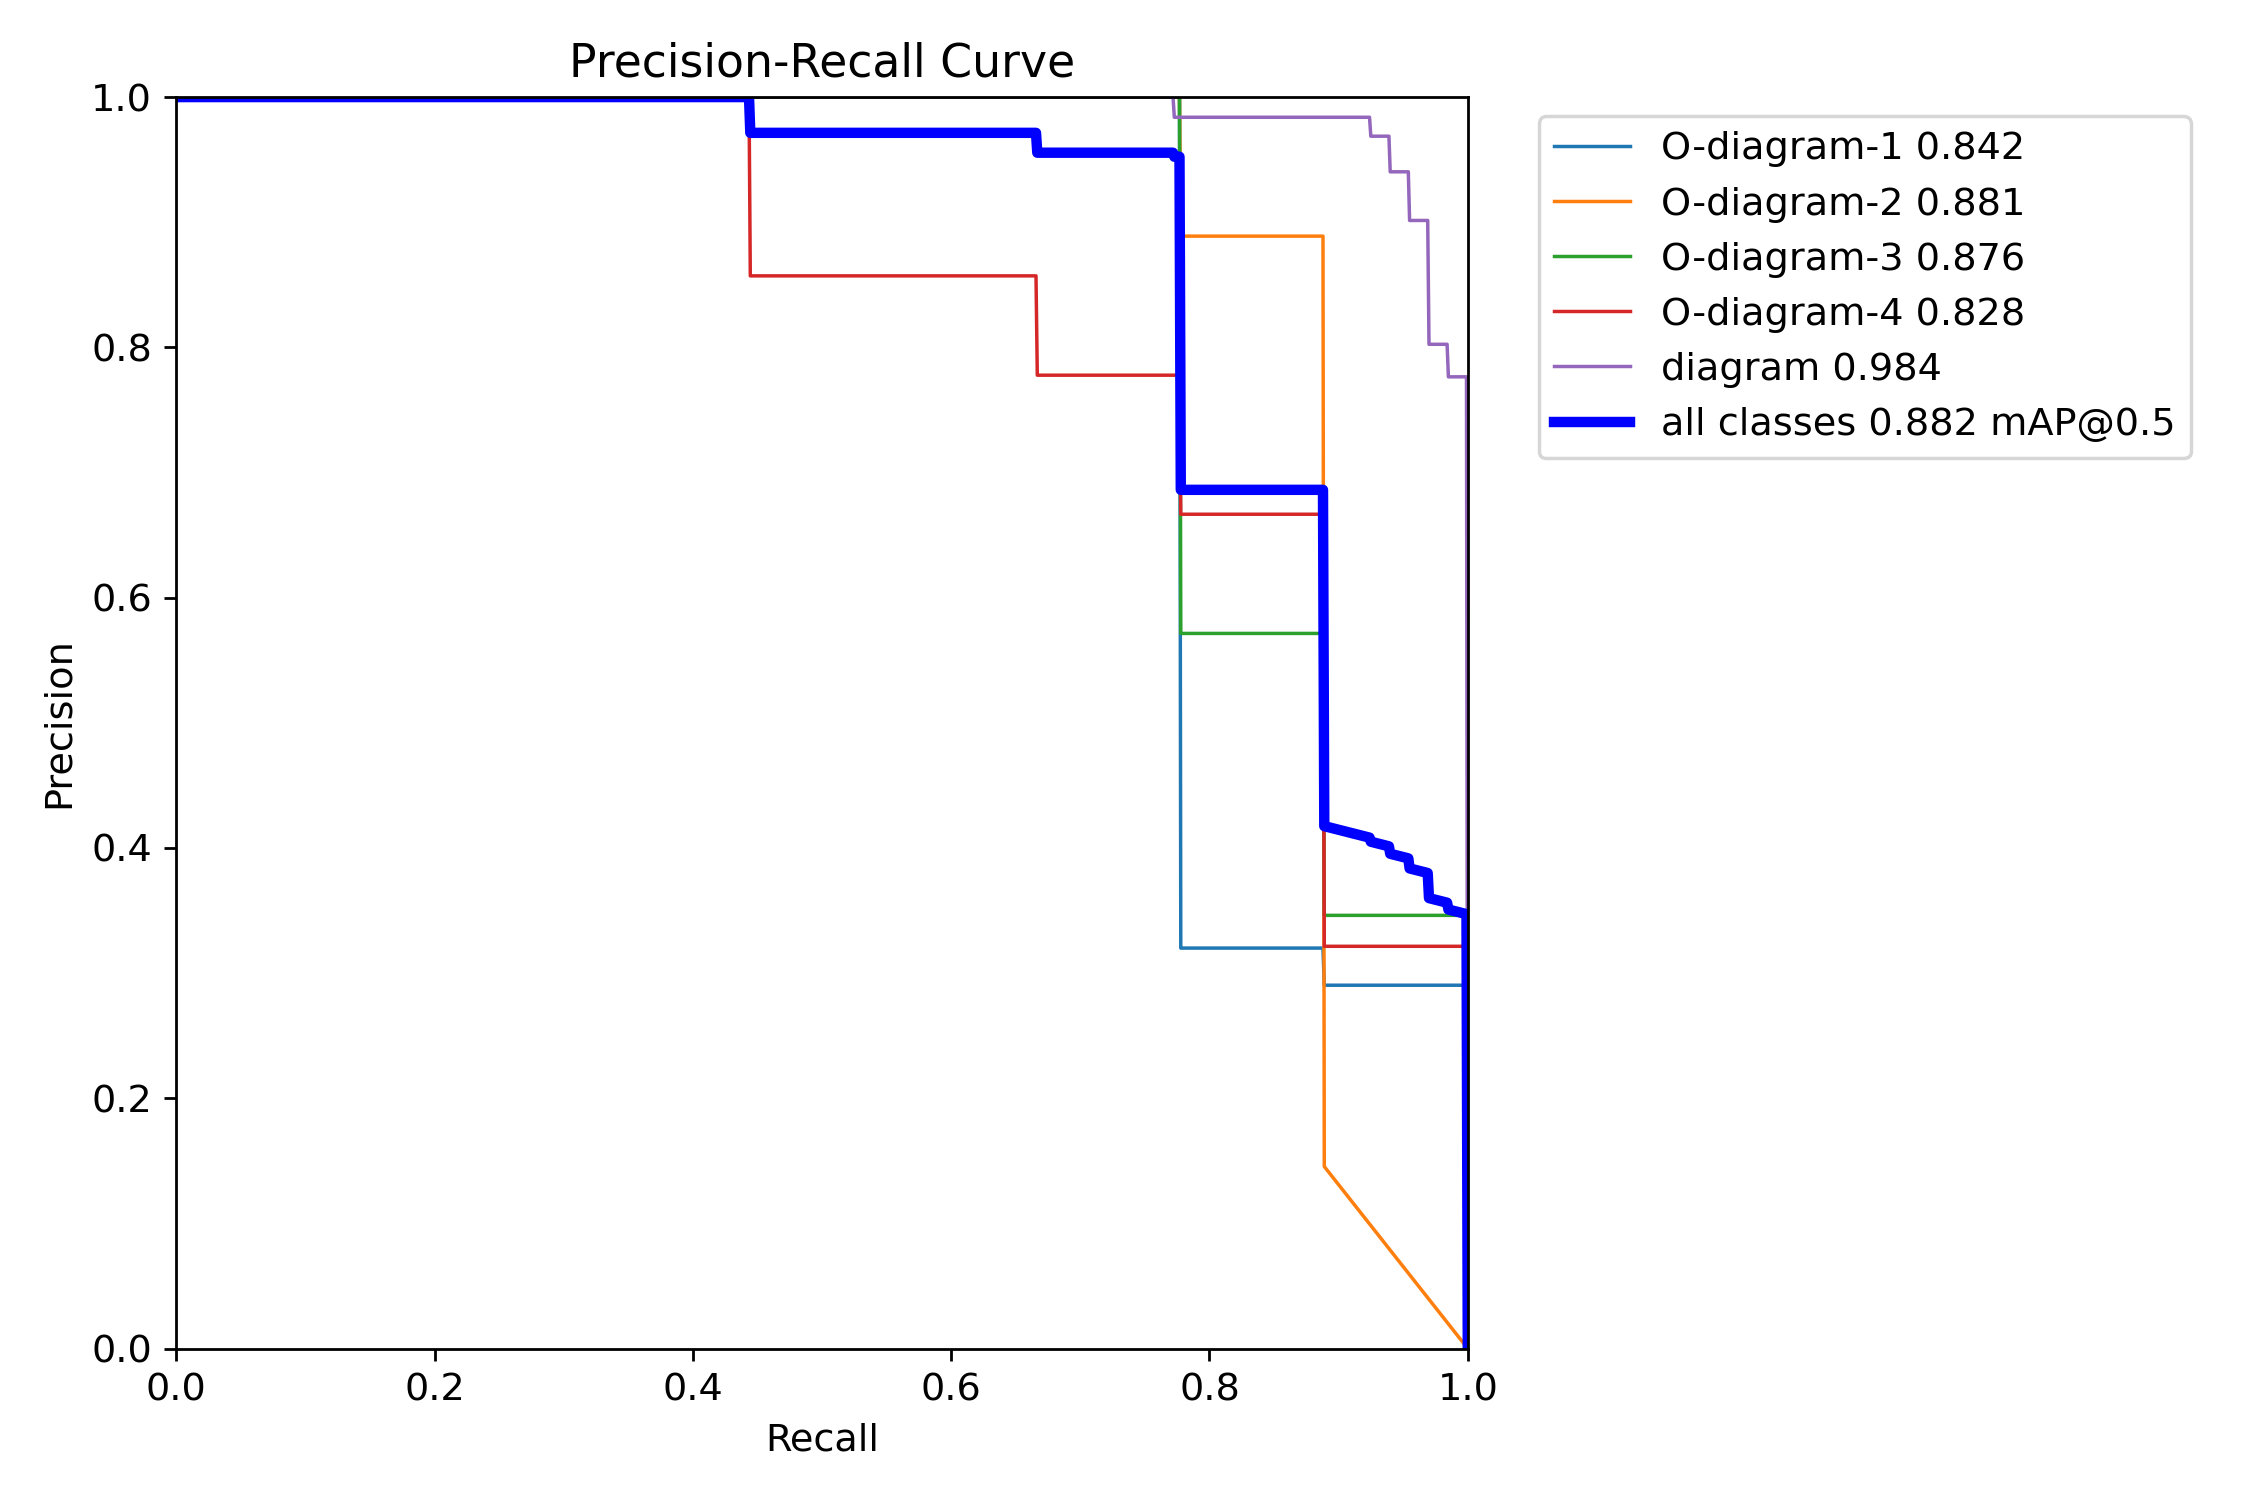 Precision-Recall Curve
1.0
0.8
0.6
0.4
0.2
0.0
Precision
0.0 0.2 0.4 0.6 0.8 1.0
Recall
O-diagram-1 0.842
O-diagram-2 0.881
O-diagram-3 0.876
O-diagram-4 0.828
diagram 0.984
all classes 0.882 mAP@0.5